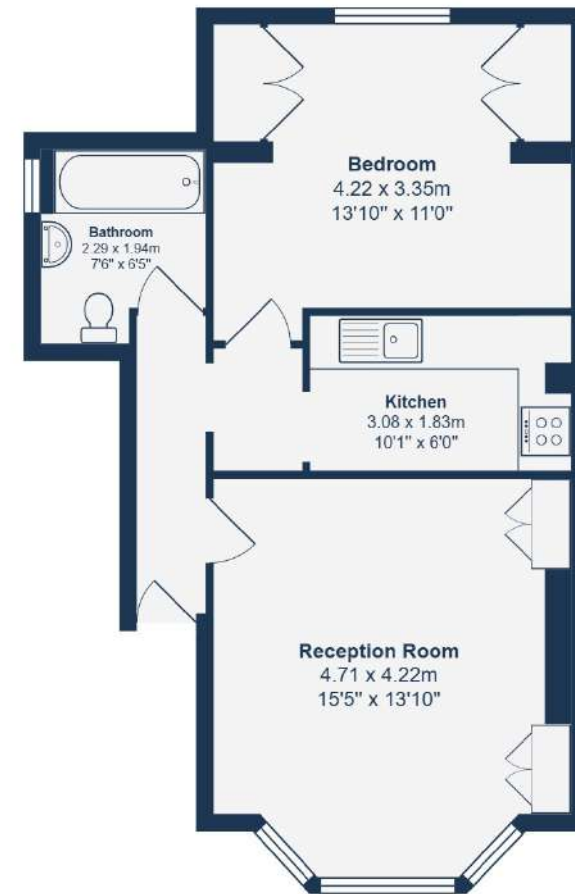 Bedroom
4.22 x 3.35m
13'10" x 11'0"
Bathroom
2.29 x 1.94m
7'6" x 6'5"
Kitchen
3.08 x 1.83m
10'1" x 6'0"
Reception Room
4.71 x 4.22m
15'5" x 13'10"